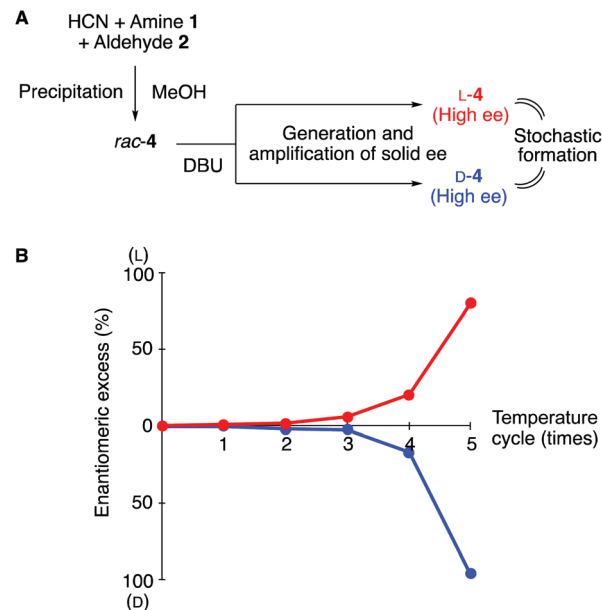 A
HCN + Amine 1
+ Aldehyde 2
Precipitation
MeOH
rac-4
DBU
Generation and
amplification of solid ee
L-4
(High ee)
D-4
(High ee)
Stochastic
formation
B
(L)
100
50
0
50
100
(D)
Enantiomeric excess (%)
1 2 3 4 5
Temperature
cycle (times)